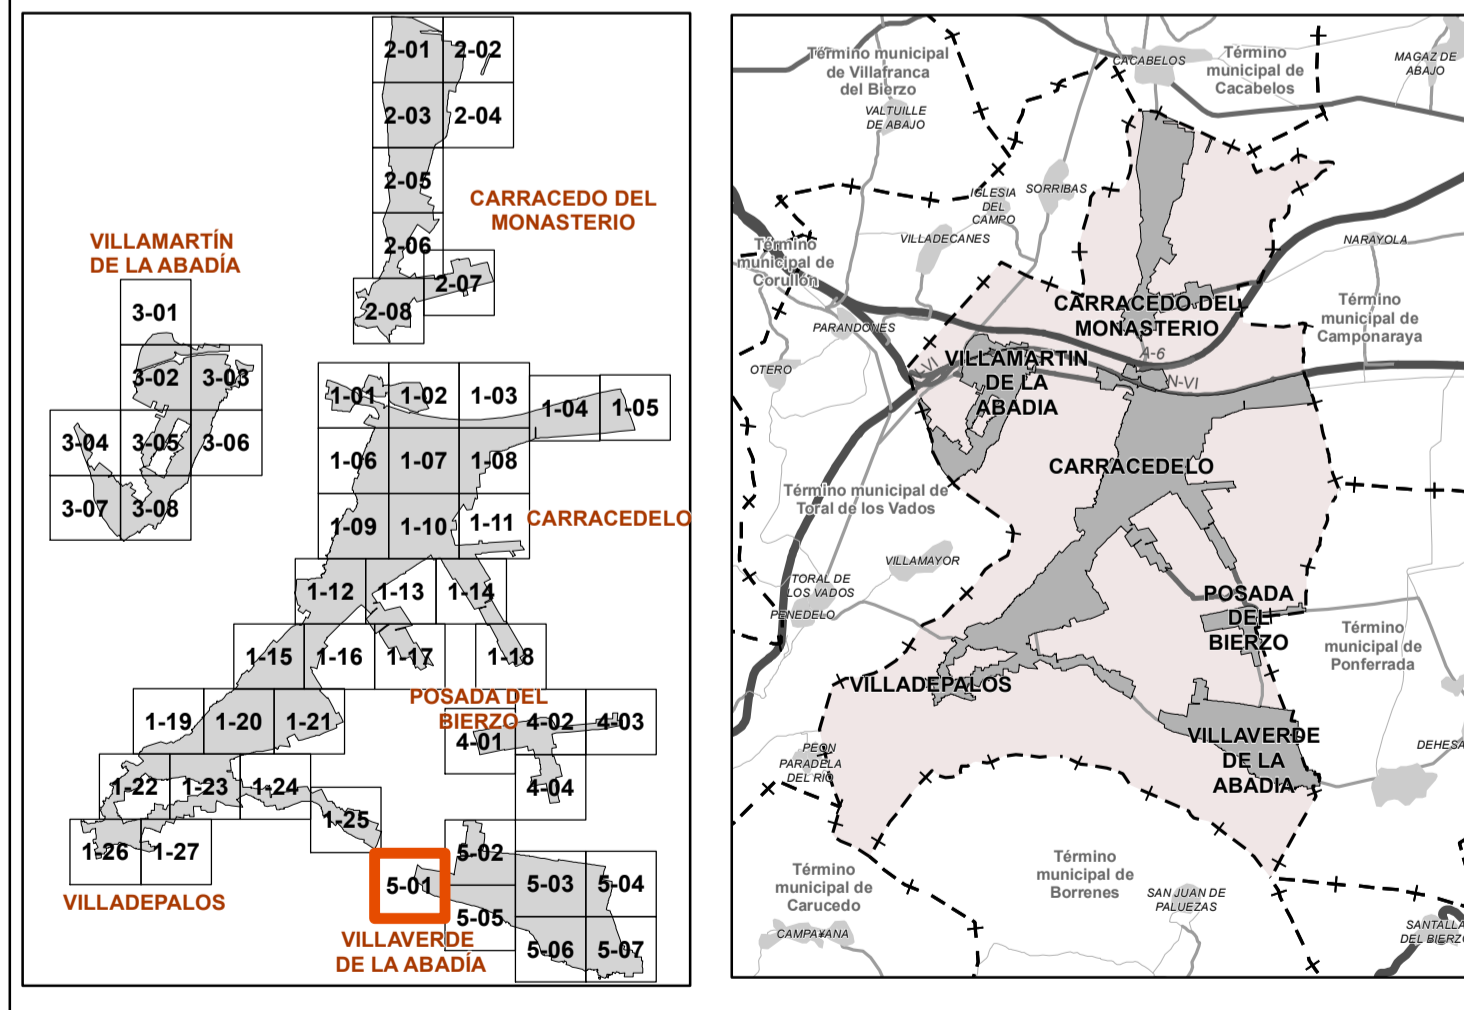 2-01
2-02
2-03
2-04
2-05
2-06
2-07
2-08
CARRACEDO DEL
MONASTERIO
VILLAMARTÍN
DE LA ABADÍA
3-01
3-02
3-03
3-04
3-05
3-06
3-07
3-08
1-01
1-02
1-03
1-04
1-05
1-06
1-07
1-08
1-09
1-10
1-11
CARRACEDELO
1-12
1-13
1-14
1-15
1-16
1-17
1-18
1-19
1-20
1-21
1-22
1-23
1-24
1-25
1-26
1-27
VILLADEPALOS
POSADA DEL
BIERZO
4-01
4-02
4-03
4-04
5-01
5-02
5-03
5-04
5-05
5-06
5-07
VILLAVERDE
DE LA ABADÍA
Término municipal
de Villafranca
del Bierzo
CACABELOS
Término
municipal de
Cacabelos
MAGAZ DE
ABAJO
VALTUILLE
DE ABAJO
IGLESIA
DEL
CAMPO
SORRIBAS
VILLADECANES
NARAYOLA
Término
municipal de
Corullón
PARANDONES
OTERO
CARRACEDO DEL
MONASTERIO
A-6
N-VI
Término
municipal de
Camponaraya
VILLAMARTIN
DE LA
ABADIA
CARRACEDELO
Término municipal de
Toral de los Vados
VILLAMAYOR
TORAL DE
LOS VADOS
PENEDELO
POSADA
DEL
BIERZO
Término
municipal de
Ponferrada
VILLADEPALOS
VILLAVERDE
DE LA
ABADIA
DEHESA
PEON
PARADELA
DEL RÍO
Término
municipal de
Carucedo
CAMPA¥ANA
Término
municipal de
Borrenes
SAN JUAN DE
PALUEZAS
SANTALLA
DEL BIERZO